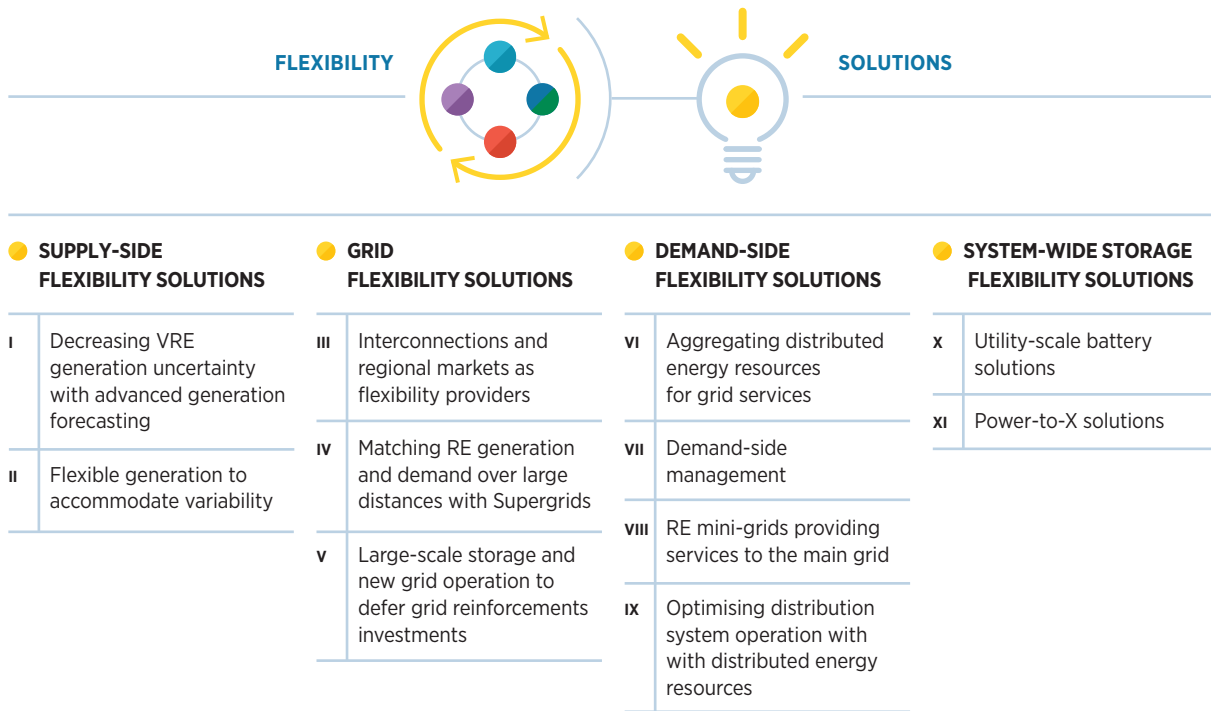 FLEXIBILITY
SOLUTIONS
SUPPLY-SIDE
FLEXIBILITY SOLUTIONS
I
Decreasing VRE
generation uncertainty
with advanced generation
forecasting
II
Flexible generation to
accommodate variability
GRID
FLEXIBILITY SOLUTIONS
III
Interconnections and
regional markets as
flexibility providers
IV
Matching RE generation
and demand over large
distances with Supergrids
V
Large-scale storage and
new grid operation to
defer grid reinforcements
investments
DEMAND-SIDE
FLEXIBILITY SOLUTIONS
VI
Aggregating distributed
energy resources
for grid services
VII
Demand-side
management
VIII
RE mini-grids providing
services to the main grid
IX
Optimising distribution
system operation with
with distributed energy
resources
SYSTEM-WIDE STORAGE
FLEXIBILITY SOLUTIONS
X
Utility-scale battery
solutions
XI
Power-to-X solutions